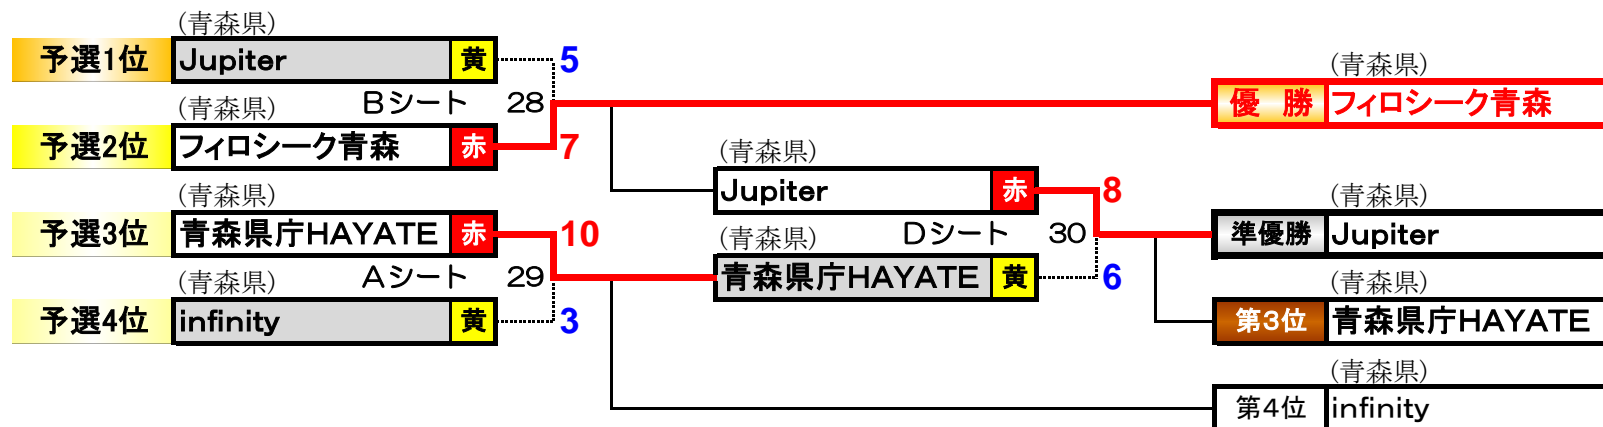 (青森県)
予選1位 Jupiter 黄 5
Bシート 28
(青森県)
予選2位 フィロシーク青森 赤 7
(青森県)
予選3位 青森県庁HAYATE 赤 10
Aシート 29
(青森県)
予選4位 infinity 黄 3
(青森県)
Jupiter 赤 8
Dシート 30
(青森県)
青森県庁HAYATE 黄 6
(青森県)
優勝 フィロシーク青森
(青森県)
準優勝 Jupiter
(青森県)
第3位 青森県庁HAYATE
(青森県)
第4位 infinity